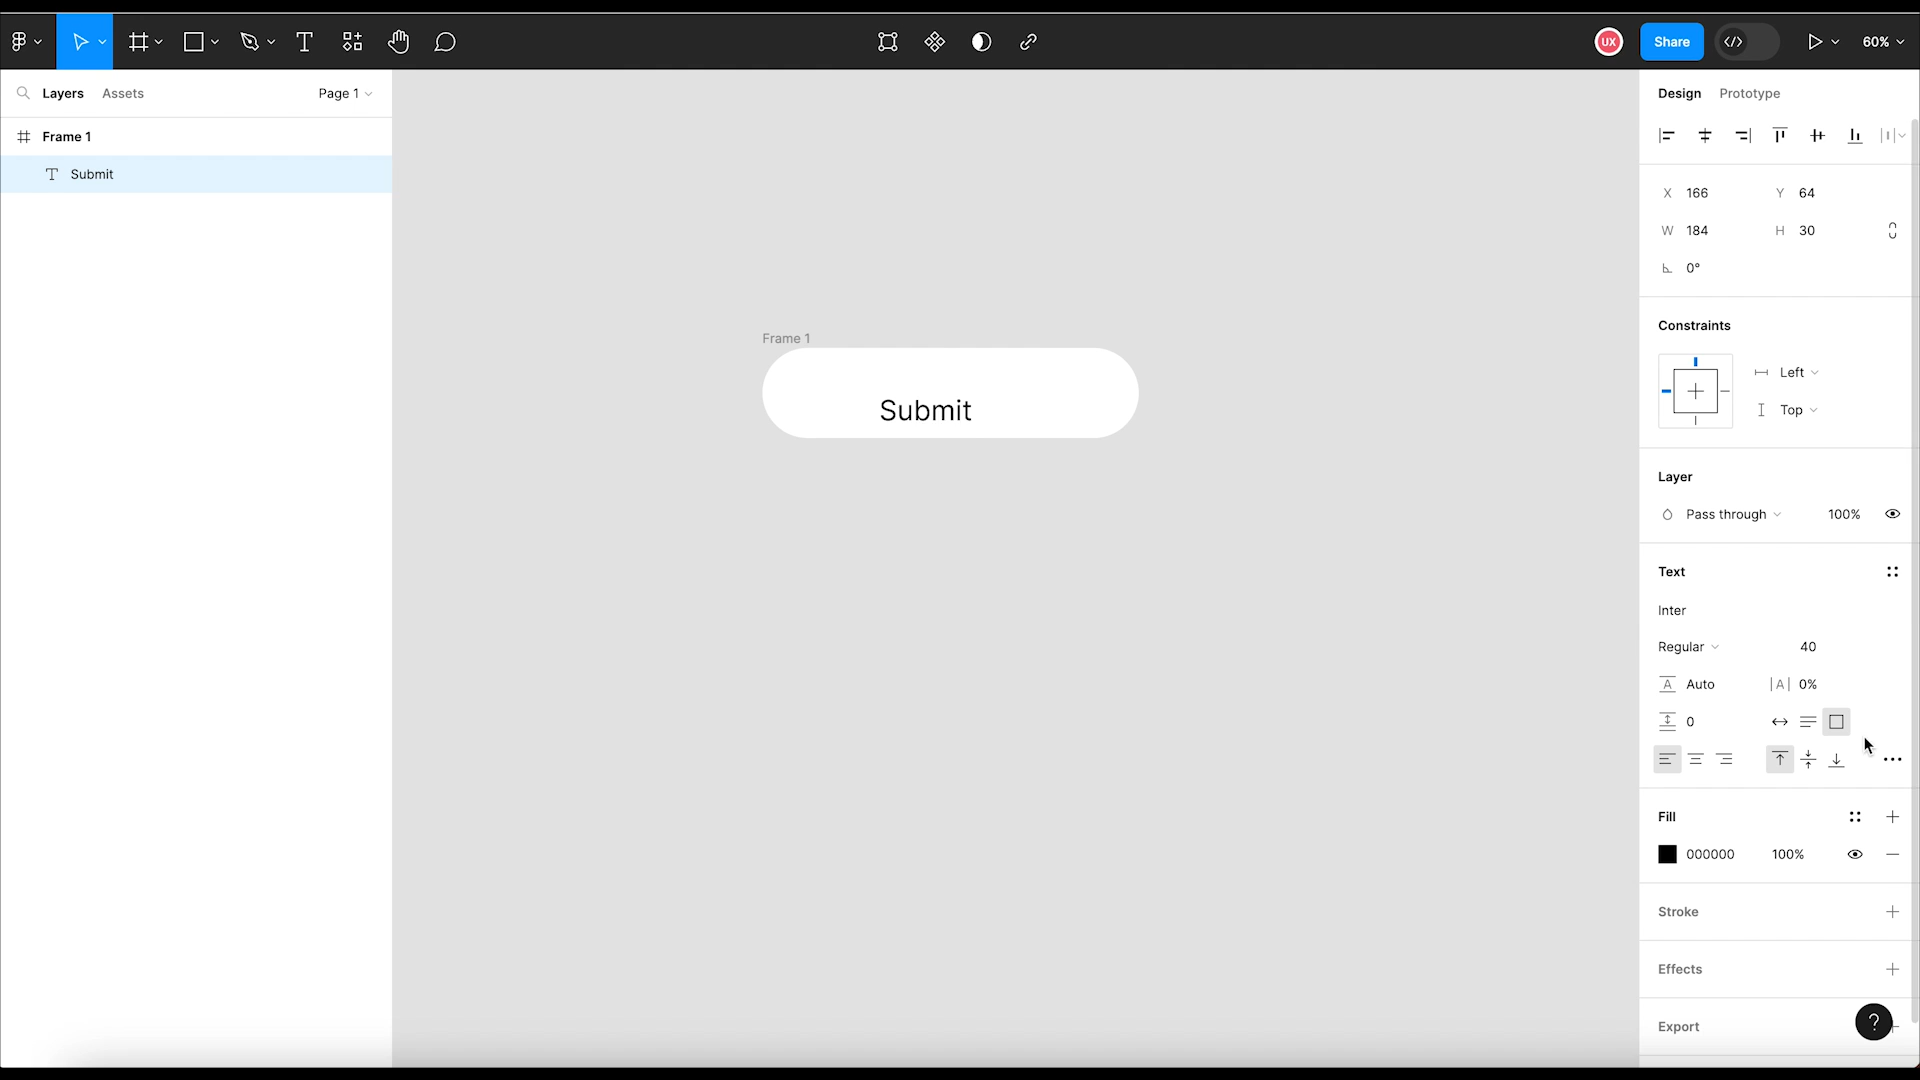 UX
Share
60%
Layers
Assets
Page 1
Frame 1
Submit
Frame 1
Submit
Design
Prototype
X 166 Y 64
W 184 H 30
0°
Constraints
Left
Top
Layer
Pass through 100%
Text
Inter
Regular 40
A Auto |A| 0%
0
Fill
000000 100%
Stroke
Effects
Export
?